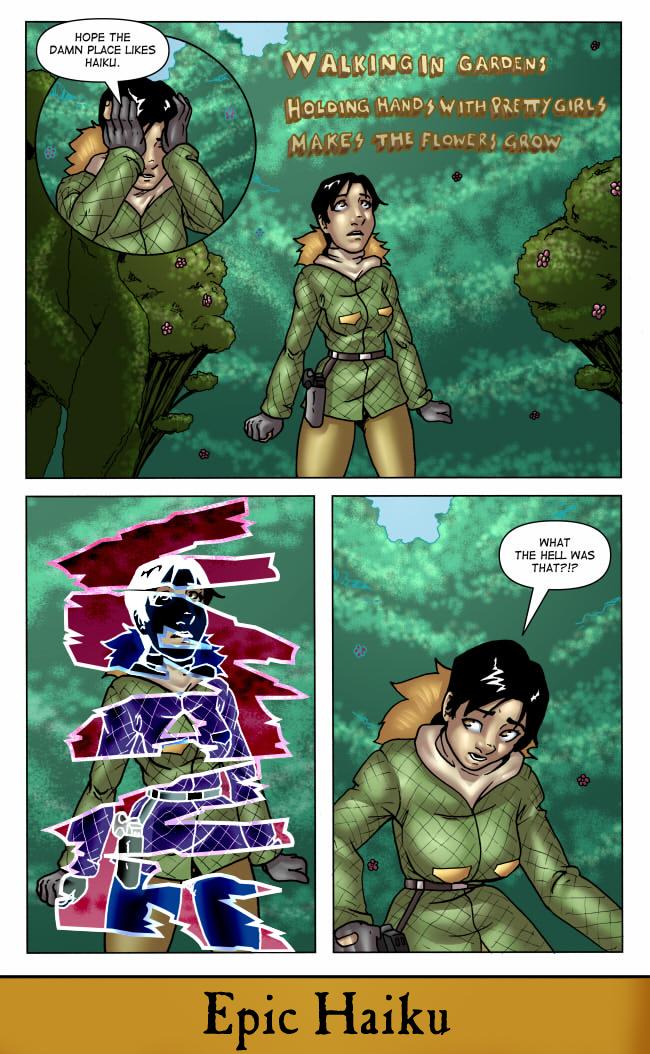 HOPE THE
DAMN PLACE LIKES
HAIKU.
WALKING IN GARDENS
HOLDING HANDS WITH PRETTY GIRLS
MAKES THE FLOWERS GROW
WHAT
THE HELL WAS
THAT?!?
Epic Haiku